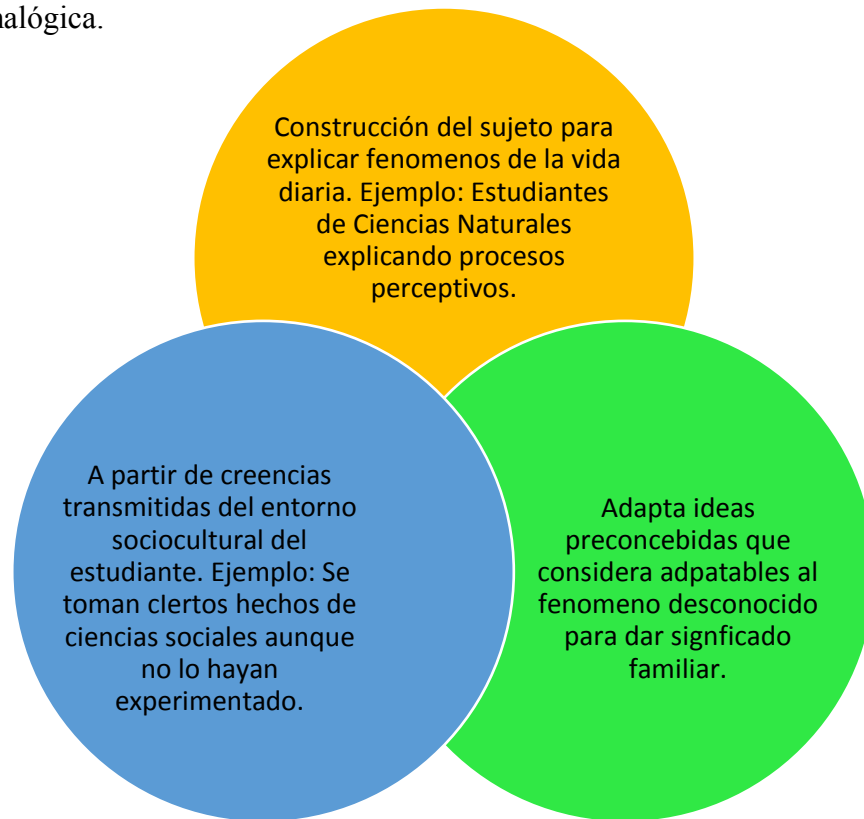 nalógica.
Construcción del sujeto para
explicar fenomenos de la vida
diaria. Ejemplo: Estudiantes
de Ciencias Naturales
explicando procesos
perceptivos.
A partir de creencias
transmitidas del entorno
sociocultural del
estudiante. Ejemplo: Se
toman cIertos hechos de
ciencias sociales aunque
no lo hayan
experimentado.
Adapta ideas
preconcebidas que
considera adpatables al
fenomeno desconocido
para dar signficado
familiar.